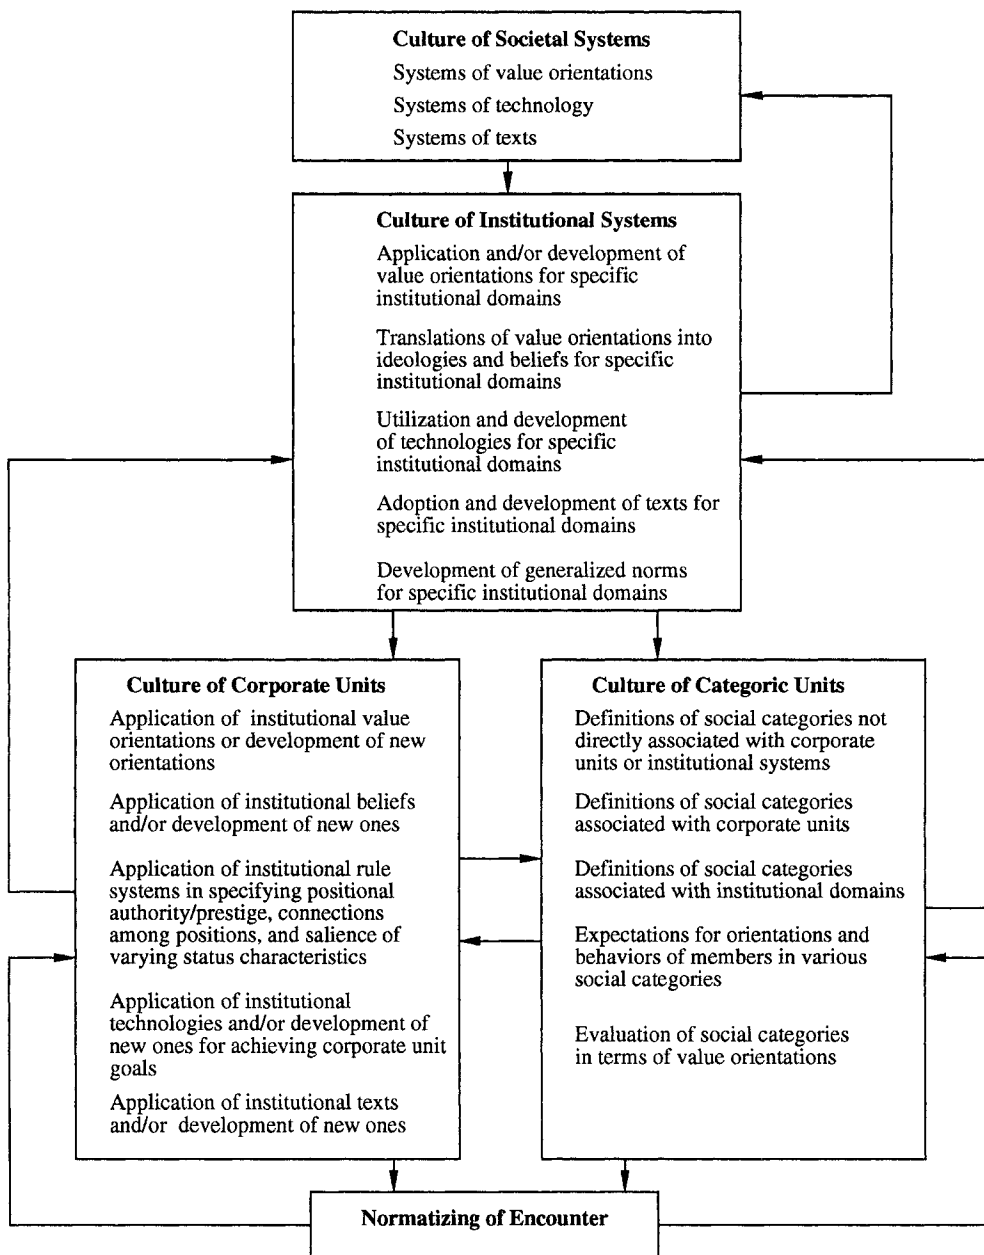 Culture of Societal Systems
Systems of value orientations
Systems of technology
Systems of texts
Culture of Institutional Systems
Application and/or development of
value orientations for specific
institutional domains
Translations of value orientations into
ideologies and beliefs for specific
institutional domains
Utilization and development
of technologies for specific
institutional domains
Adoption and development of texts for
specific institutional domains
Development of generalized norms
for specific institutional domains
Culture of Corporate Units
Application of institutional value
orientations or development of new
orientations
Application of institutional beliefs
and/or development of new ones
Application of institutional rule
systems in specifying positional
authority/prestige, connections
among positions, and salience of
varying status characteristics
Application of institutional
technologies and/or development of
new ones for achieving corporate unit
goals
Application of institutional texts
and/or development of new ones
Culture of Categoric Units
Definitions of social categories not
directly associated with corporate
units or institutional systems
Definitions of social categories
associated with corporate units
Definitions of social categories
associated with institutional domains
Expectations for orientations and
behaviors of members in various
social categories
Evaluation of social categories
in terms of value orientations
Normatizing of Encounter